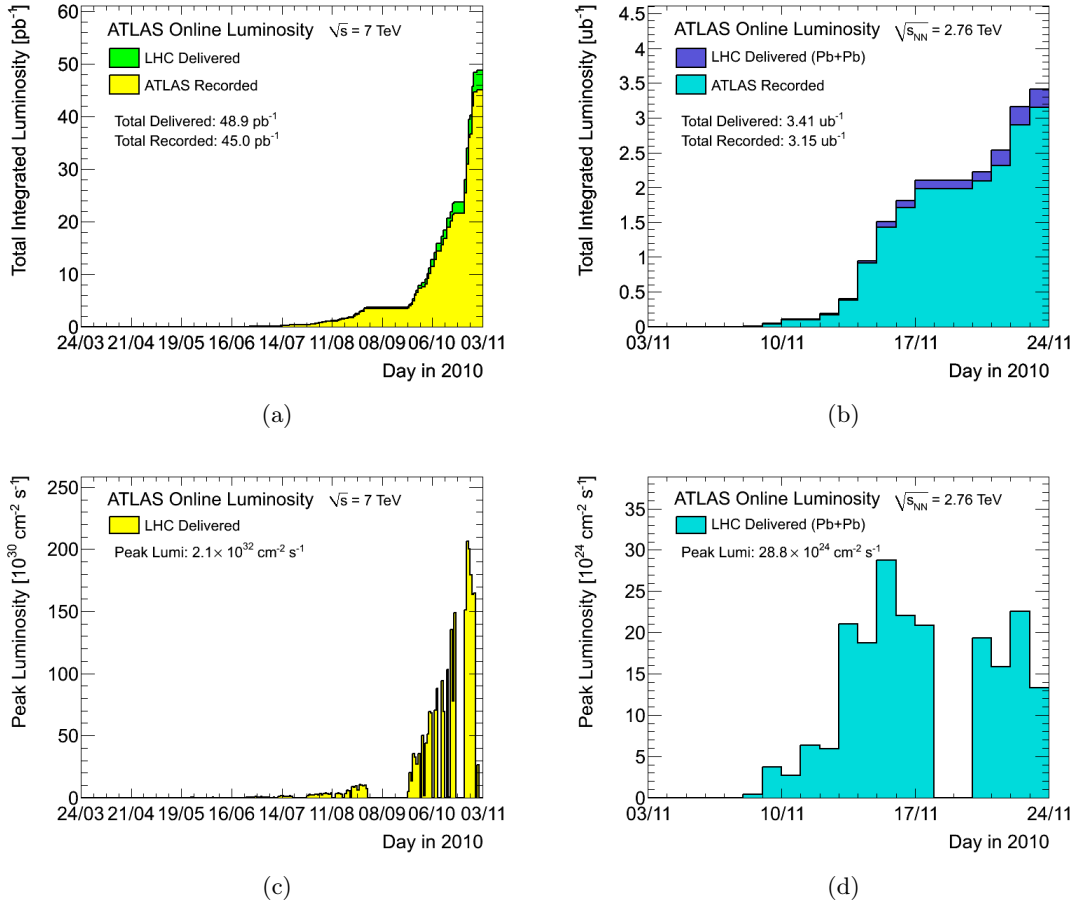 Total Integrated Luminosity [pb⁻¹]
60
50
40
30
20
10
0
ATLAS Online Luminosity √s = 7 TeV
LHC Delivered
ATLAS Recorded
Total Delivered: 48.9 pb⁻¹
Total Recorded: 45.0 pb⁻¹
24/03 21/04 19/05 16/06 14/07 11/08 08/09 06/10 03/11
Day in 2010
(a)
Total Integrated Luminosity [ub⁻¹]
4.5
4
3.5
3
2.5
2
1.5
1
0.5
0
ATLAS Online Luminosity √s_NN = 2.76 TeV
LHC Delivered (Pb+Pb)
ATLAS Recorded
Total Delivered: 3.41 ub⁻¹
Total Recorded: 3.15 ub⁻¹
03/11 10/11 17/11 24/11
Day in 2010
(b)
Peak Luminosity [10³⁰ cm⁻² s⁻¹]
250
200
150
100
50
0
ATLAS Online Luminosity √s = 7 TeV
LHC Delivered
Peak Lumi: 2.1 × 10³² cm⁻² s⁻¹
24/03 21/04 19/05 16/06 14/07 11/08 08/09 06/10 03/11
Day in 2010
(c)
Peak Luminosity [10²⁴ cm⁻² s⁻¹]
35
30
25
20
15
10
5
0
ATLAS Online Luminosity √s_NN = 2.76 TeV
LHC Delivered (Pb+Pb)
Peak Lumi: 28.8 × 10²⁴ cm⁻² s⁻¹
03/11 10/11 17/11 24/11
Day in 2010
(d)